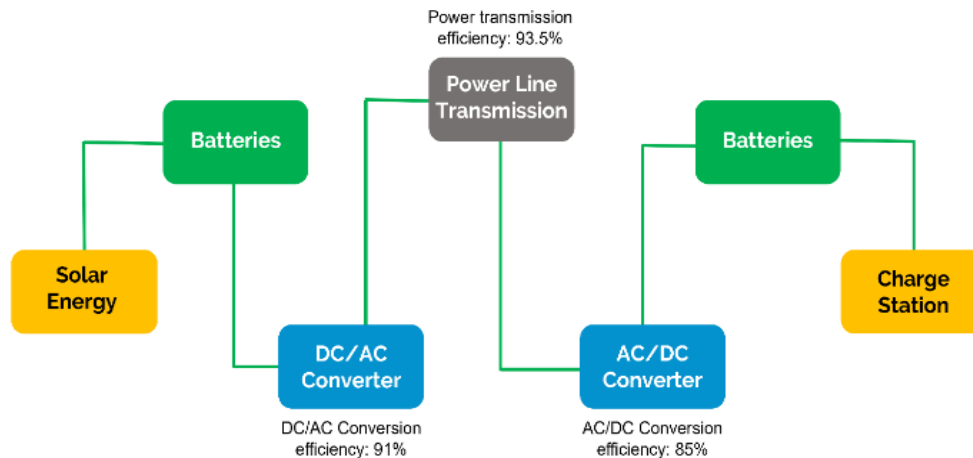 Power transmission
efficiency: 93.5%
Power Line
Transmission
Batteries
Batteries
Solar
Energy
Charge
Station
DC/AC
Converter
AC/DC
Converter
DC/AC Conversion
efficiency: 91%
AC/DC Conversion
efficiency: 85%